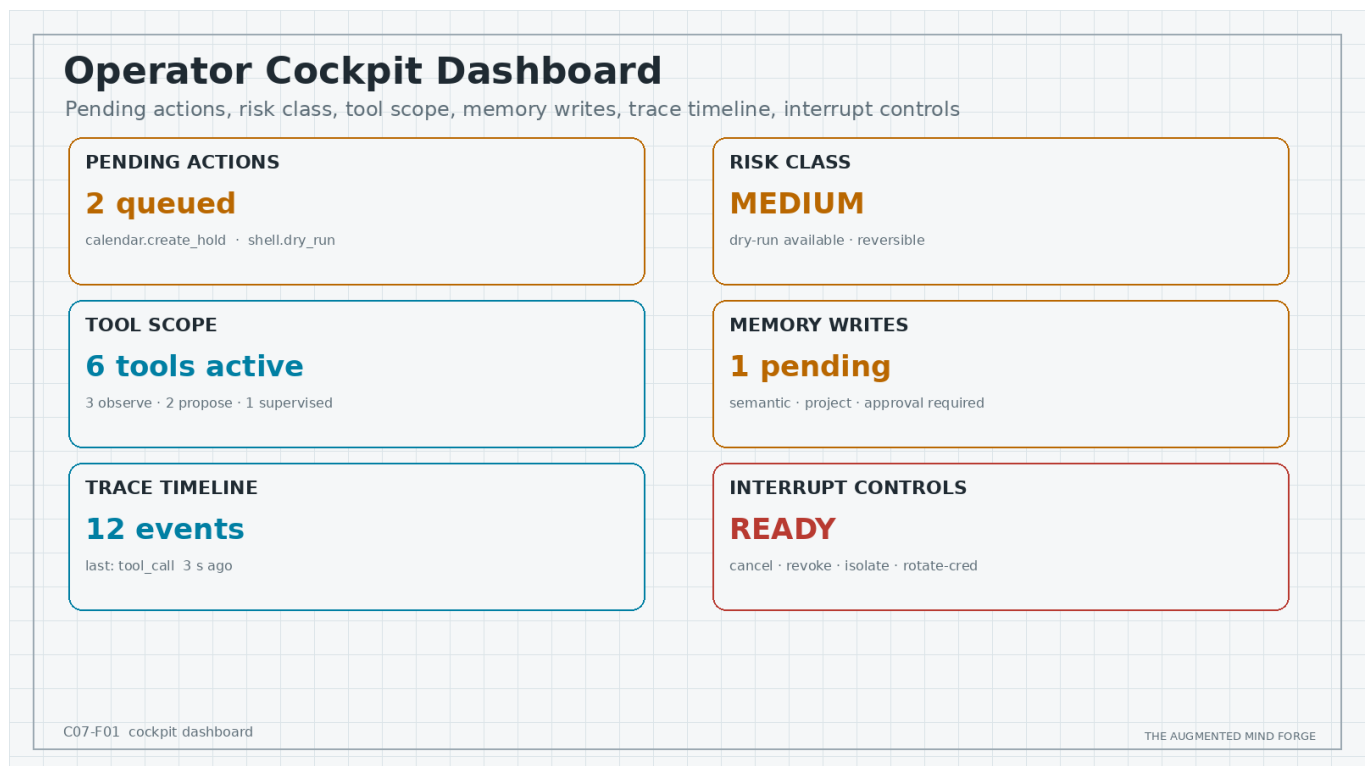 Operator Cockpit Dashboard
Pending actions, risk class, tool scope, memory writes, trace timeline, interrupt controls
PENDING ACTIONS
2 queued
calendar.create_hold · shell.dry_run
RISK CLASS
MEDIUM
dry-run available · reversible
TOOL SCOPE
6 tools active
3 observe · 2 propose · 1 supervised
MEMORY WRITES
1 pending
semantic · project · approval required
TRACE TIMELINE
12 events
last: tool_call 3 s ago
INTERRUPT CONTROLS
READY
cancel · revoke · isolate · rotate-cred
C07-F01 cockpit dashboard
THE AUGMENTED MIND FORGE